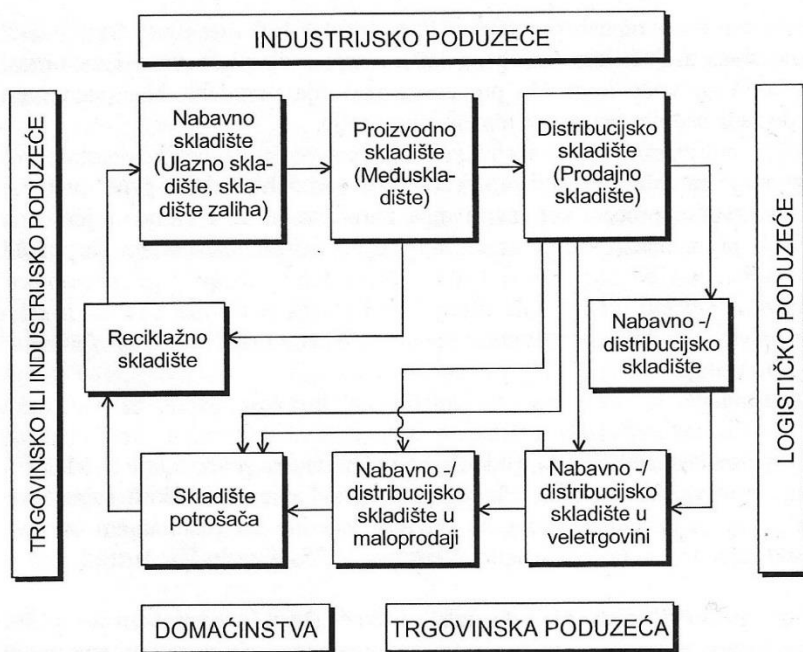 INDUSTRIJSKO PODUZEĆE
TRGOVINSKO ILI INDUSTRIJSKO PODUZEĆE
Nabavno
skladište
(Ulazno skla-
dište, skla-
dište zaliha)
Proizvodno
skladište
(Međuskla-
dište)
Distribucijsko
skladište
(Prodajno
skladište)
Reciklažno
skladište
Nabavno -/
distribucijsko
skladište
LOGISTIČKO PODUZEĆE
Skladište
potrošača
Nabavno -/
distribucijsko
skladište u
maloprodaji
Nabavno -/
distribucijsko
skladište u
veletrgovini
DOMAĆINSTVA
TRGOVINSKA PODUZEĆA